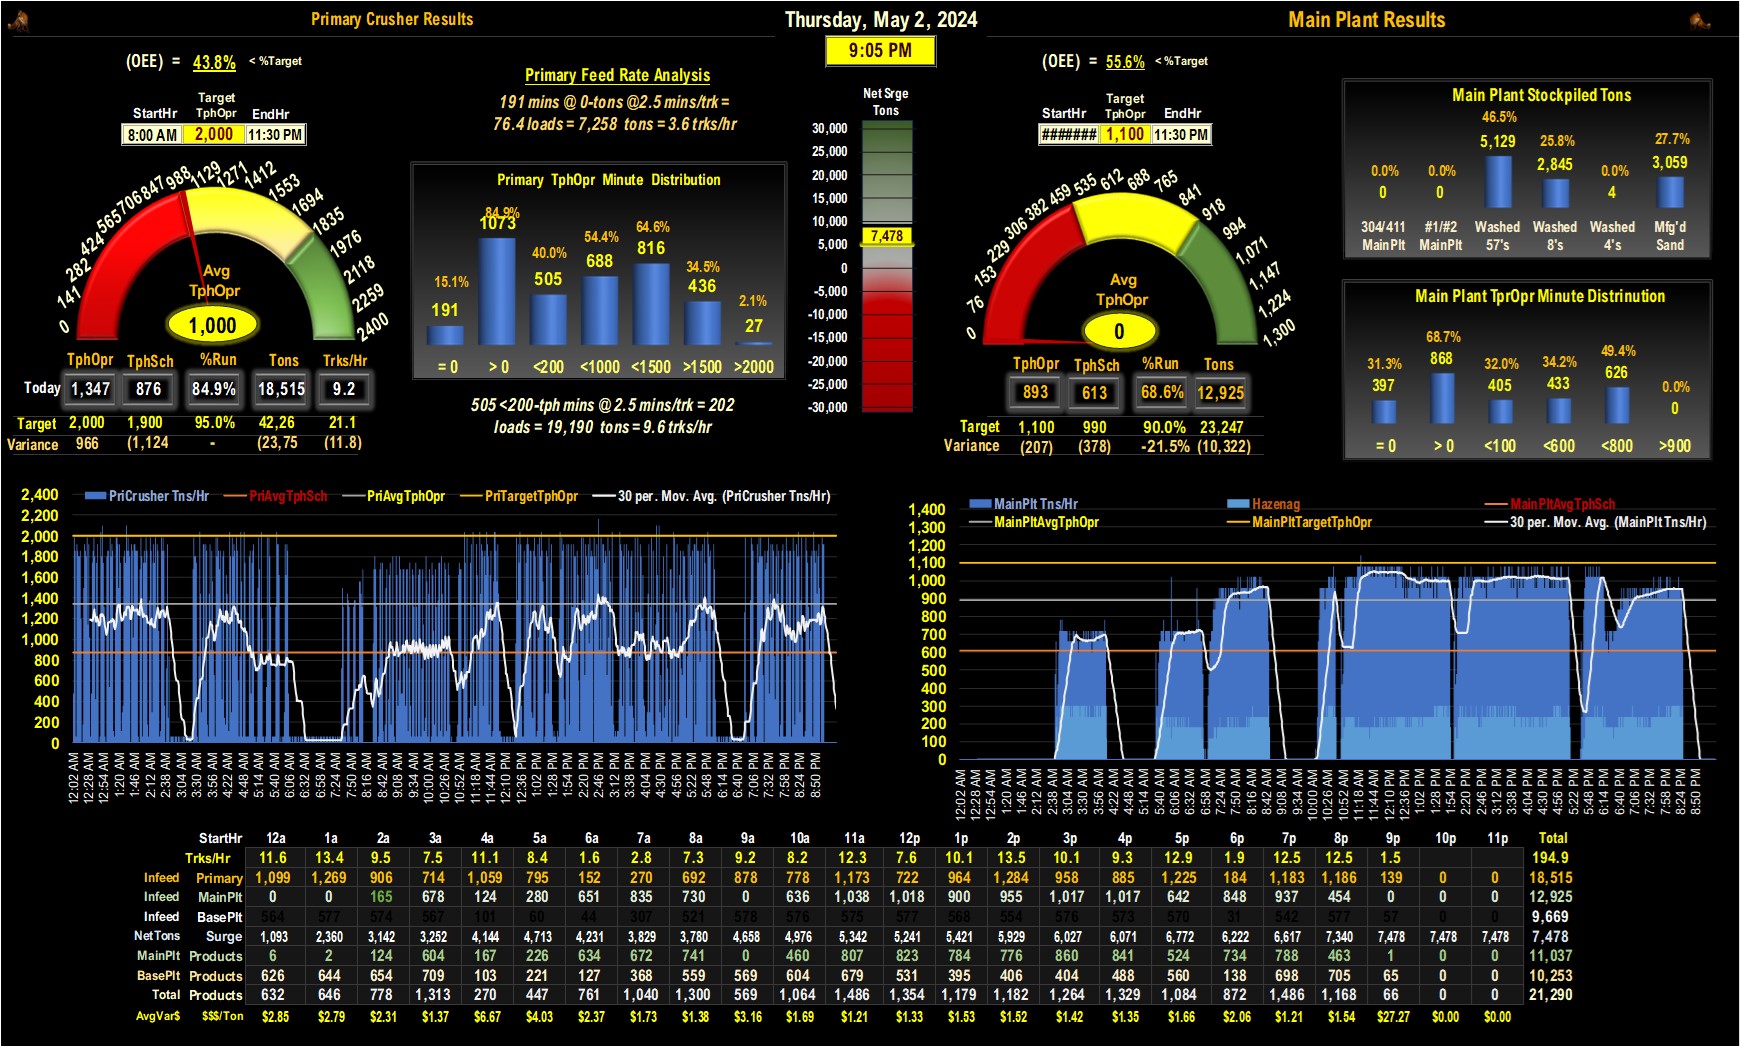 Primary Crusher Results
Thursday, May 2, 2024
Main Plant Results
9:05 PM
(OEE) = 43.8% < %Target
Target
StartHr TphOpr EndHr
8:00 AM 2,000 11:30 PM
0 141 282 424 565 706 847 988 1129 1271 1412 1553 1694 1835 1976 2118 2259 2400
Avg
TphOpr
1,000
TphOpr TphSch %Run Tons Trks/Hr
Today 1,347 876 84.9% 18,515 9.2
Target 2,000 1,900 95.0% 42,26 21.1
Variance 966 (1,124 - (23,75 (11.8)
Primary Feed Rate Analysis
191 mins @ 0-tons @2.5 mins/trk =
76.4 loads = 7,258 tons = 3.6 trks/hr
Primary TphOpr Minute Distribution
15.1% 84.9% 40.0% 54.4% 64.6% 34.5% 2.1%
191 1073 505 688 816 436 27
= 0 > 0 <200 <1000 <1500 >1500 >2000
505 <200-tph mins @ 2.5 mins/trk = 202
loads = 19,190 tons = 9.6 trks/hr
Net Srge
Tons
30,000
25,000
20,000
15,000
10,000
7,478
5,000
0
-5,000
-10,000
-15,000
-20,000
-25,000
-30,000
(OEE) = 55.6% < %Target
Target
StartHr TphOpr EndHr
####### 1,100 11:30 PM
0 76 153 229 306 382 459 535 612 688 765 841 918 994 1,071 1,147 1,224 1,300
Avg
TphOpr
0
TphOpr TphSch %Run Tons
893 613 68.6% 12,925
Target 1,100 990 90.0% 23,247
Variance (207) (378) -21.5% (10,322)
Main Plant Stockpiled Tons
0.0% 0.0% 46.5% 25.8% 0.0% 27.7%
0 0 5,129 2,845 4 3,059
304/411 #1/#2 Washed Washed Washed Mfg'd
MainPlt MainPlt 57's 8's 4's Sand
Main Plant TprOpr Minute Distrinution
31.3% 68.7% 32.0% 34.2% 49.4% 0.0%
397 868 405 433 626 0
= 0 > 0 <100 <600 <800 >900
PriCrusher Tns/Hr PriAvgTphSch PriAvgTphOpr PriTargetTphOpr 30 per. Mov. Avg. (PriCrusher Tns/Hr)
2,400
2,200
2,000
1,800
1,600
1,400
1,200
1,000
800
600
400
200
0
12:02 AM 12:28 AM 12:54 AM 1:20 AM 1:46 AM 2:12 AM 2:38 AM 3:04 AM 3:30 AM 3:56 AM 4:22 AM 4:48 AM 5:14 AM 5:40 AM 6:06 AM 6:32 AM 6:58 AM 7:24 AM 7:50 AM 8:16 AM 8:42 AM 9:08 AM 9:34 AM 10:00 AM 10:26 AM 10:52 AM 11:18 AM 11:44 AM 12:10 PM 12:36 PM 1:02 PM 1:28 PM 1:54 PM 2:20 PM 2:46 PM 3:12 PM 3:38 PM 4:04 PM 4:30 PM 4:56 PM 5:22 PM 5:48 PM 6:14 PM 6:40 PM 7:06 PM 7:32 PM 7:58 PM 8:24 PM 8:50 PM
MainPlt Tns/Hr Hazenag MainPltAvgTphSch
MainPltAvgTphOpr MainPltTargetTphOpr 30 per. Mov. Avg. (MainPlt Tns/Hr)
1,400
1,300
1,200
1,100
1,000
900
800
700
600
500
400
300
200
100
0
12:02 AM 12:28 AM 12:54 AM 1:20 AM 1:46 AM 2:12 AM 2:38 AM 3:04 AM 3:30 AM 3:56 AM 4:22 AM 4:48 AM 5:14 AM 5:40 AM 6:06 AM 6:32 AM 6:58 AM 7:24 AM 7:50 AM 8:16 AM 8:42 AM 9:08 AM 9:34 AM 10:00 AM 10:26 AM 10:52 AM 11:18 AM 11:44 AM 12:10 PM 12:36 PM 1:02 PM 1:28 PM 1:54 PM 2:20 PM 2:46 PM 3:12 PM 3:38 PM 4:04 PM 4:30 PM 4:56 PM 5:22 PM 5:48 PM 6:14 PM 6:40 PM 7:06 PM 7:32 PM 7:58 PM 8:24 PM 8:50 PM
StartHr 12a 1a 2a 3a 4a 5a 6a 7a 8a 9a 10a 11a 12p 1p 2p 3p 4p 5p 6p 7p 8p 9p 10p 11p Total
Trks/Hr 11.6 13.4 9.5 7.5 11.1 8.4 1.6 2.8 7.3 9.2 8.2 12.3 7.6 10.1 13.5 10.1 9.3 12.9 1.9 12.5 12.5 1.5 194.9
Infeed Primary 1,099 1,269 906 714 1,059 795 152 270 692 878 778 1,173 722 964 1,284 958 885 1,225 184 1,183 1,186 139 0 0 18,515
Infeed MainPlt 0 0 165 678 124 280 651 835 730 0 636 1,038 1,018 900 955 1,017 1,017 642 848 937 454 0 0 0 12,925
Infeed BasePlt 564 577 574 567 101 60 44 307 521 578 576 575 577 568 554 576 573 570 31 542 577 57 0 0 9,669
NetTons Surge 1,093 2,360 3,142 3,252 4,144 4,713 4,231 3,829 3,780 4,658 4,976 5,342 5,241 5,421 5,929 6,027 6,071 6,772 6,222 6,617 7,340 7,478 7,478 7,478 7,478
MainPlt Products 6 2 124 604 167 226 634 672 741 0 460 807 823 784 776 860 841 524 734 788 463 1 0 0 11,037
BasePlt Products 626 644 654 709 103 221 127 368 559 569 604 679 531 395 406 404 488 560 138 698 705 65 0 0 10,253
Total Products 632 646 778 1,313 270 447 761 1,040 1,300 569 1,064 1,486 1,354 1,179 1,182 1,264 1,329 1,084 872 1,486 1,168 66 0 0 21,290
AvgVar$ $$$/Ton $2.85 $2.79 $2.31 $1.37 $6.67 $4.03 $2.37 $1.73 $1.38 $3.16 $1.69 $1.21 $1.33 $1.53 $1.52 $1.42 $1.35 $1.66 $2.06 $1.21 $1.54 $27.27 $0.00 $0.00